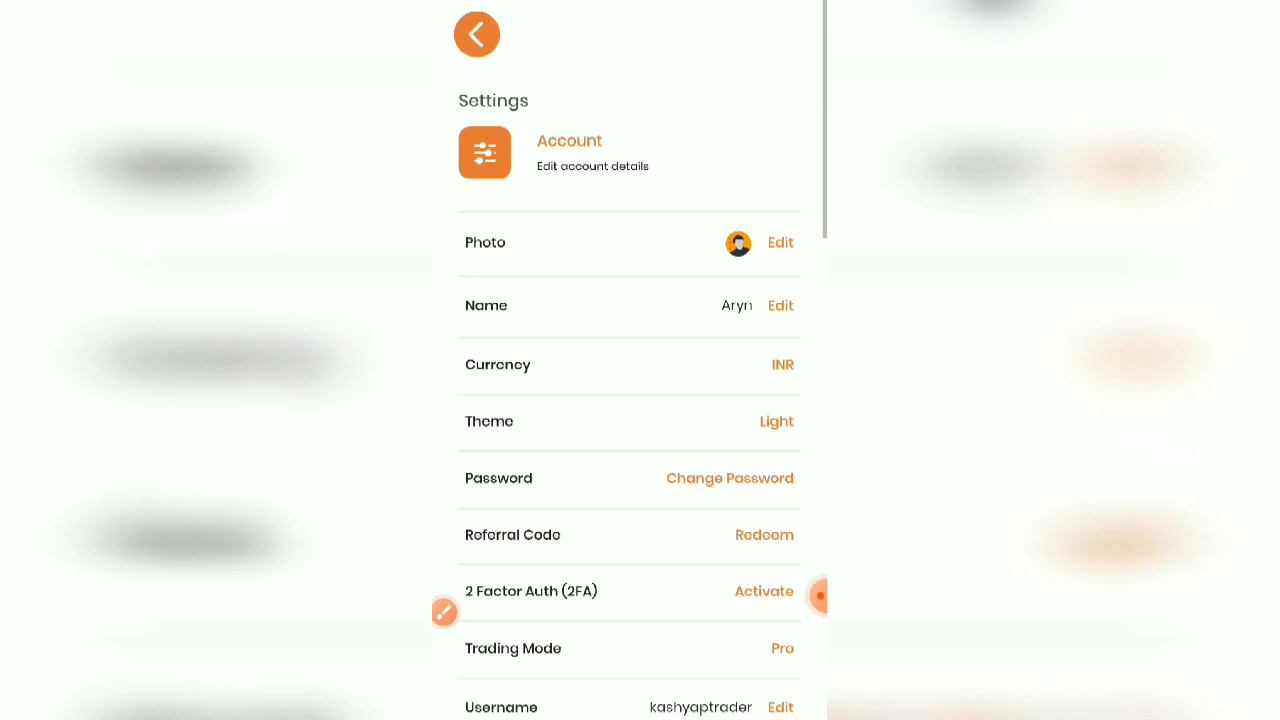 Settings
Account
Edit account details
Photo Edit
Name Aryn Edit
Currency INR
Theme Light
Password Change Password
Referral Code Redeem
2 Factor Auth (2FA) Activate
Trading Mode Pro
Username kashyaptrader Edit